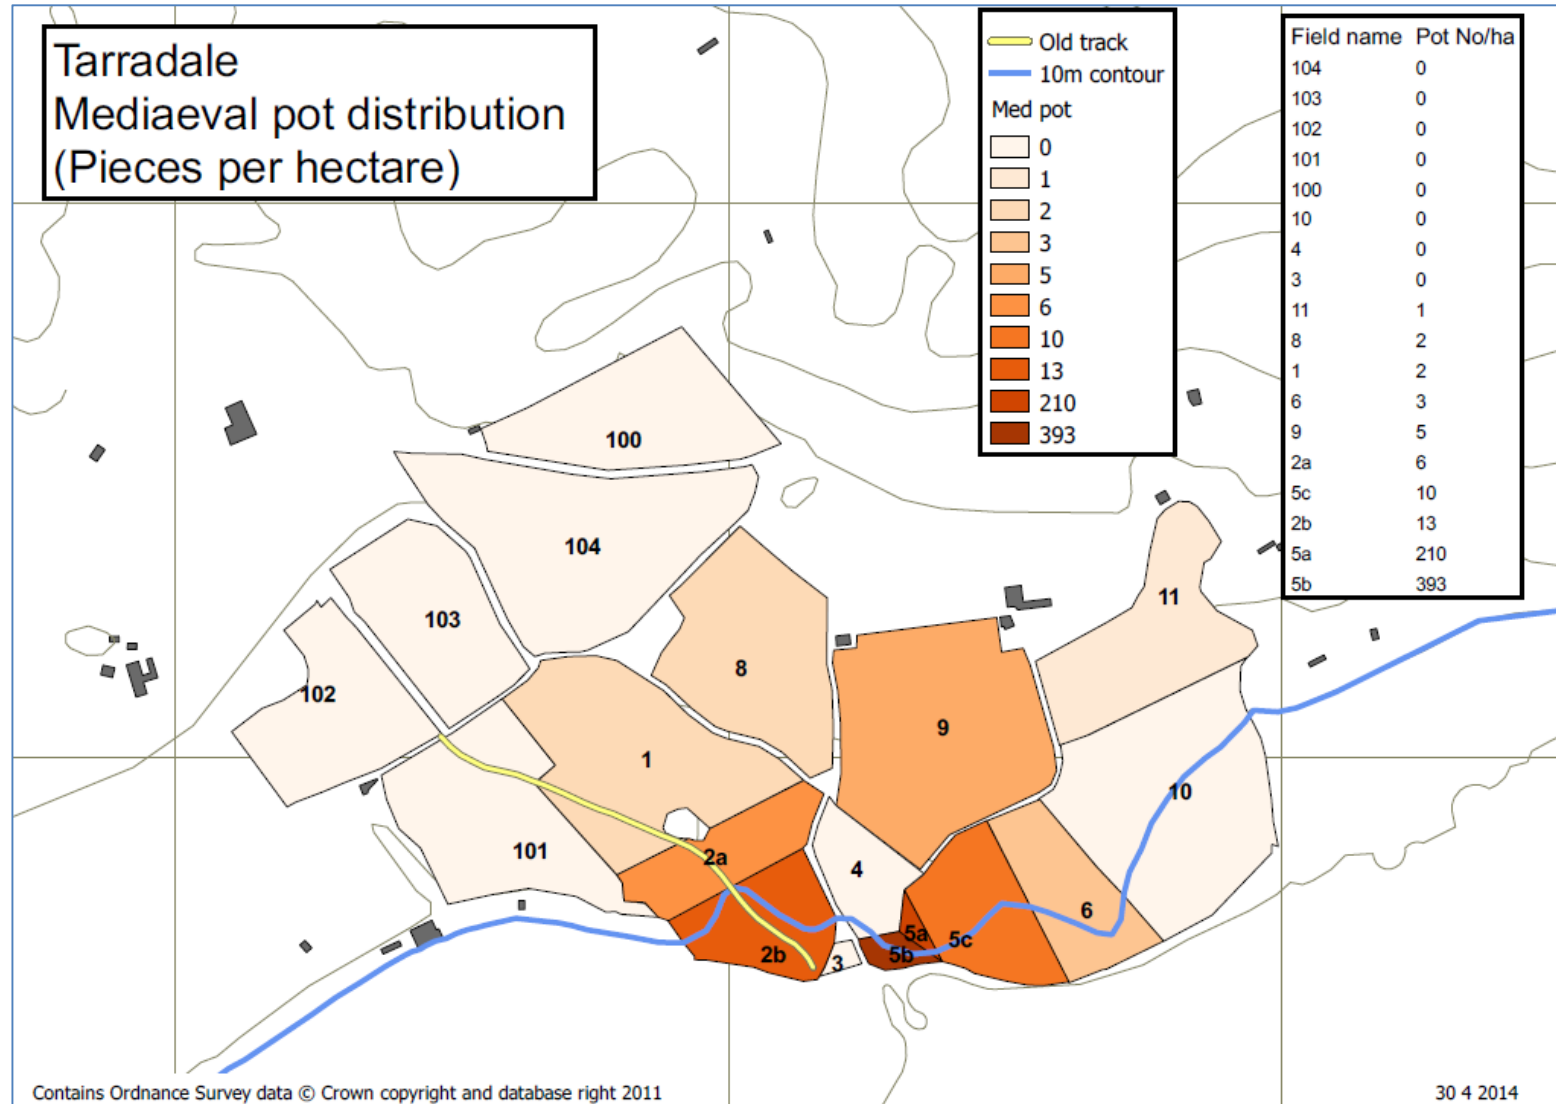 Tarradale
Mediaeval pot distribution
(Pieces per hectare)
Old track
10m contour
Med pot
0
1
2
3
5
6
10
13
210
393
Field name Pot No/ha
104 0
103 0
102 0
101 0
100 0
10 0
4 0
3 0
11 1
8 2
1 2
6 3
9 5
2a 6
5c 10
2b 13
5a 210
5b 393
100
104
103
102
8
11
9
1
10
101
2a
4
6
5a
5c
2b
5b
3
Contains Ordnance Survey data © Crown copyright and database right 2011
30 4 2014